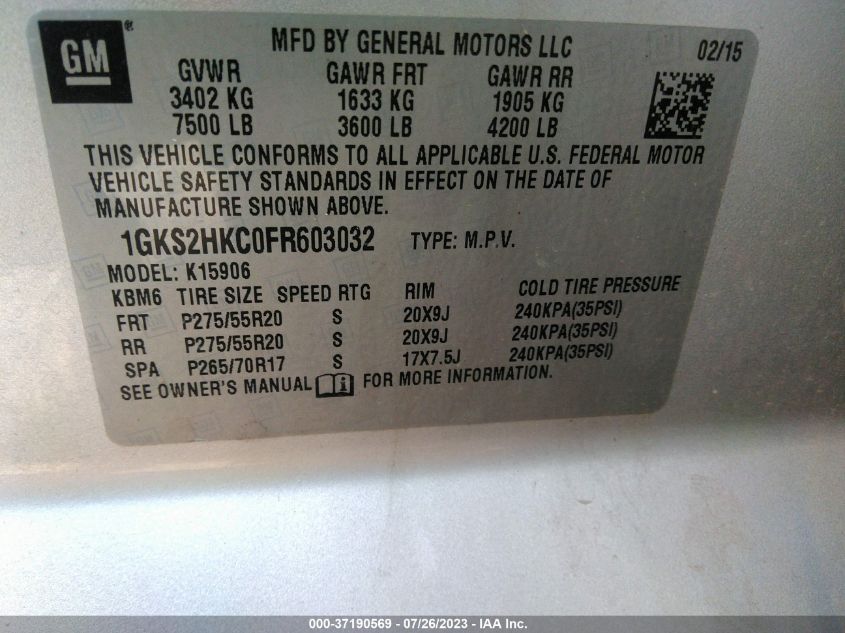 GM ®
MFD BY GENERAL MOTORS LLC 02/15
GVWR GAWR FRT GAWR RR
3402 KG 1633 KG 1905 KG
7500 LB 3600 LB 4200 LB
THIS VEHICLE CONFORMS TO ALL APPLICABLE U.S. FEDERAL MOTOR
VEHICLE SAFETY STANDARDS IN EFFECT ON THE DATE OF
MANUFACTURE SHOWN ABOVE.
1GKS2HKC0FR603032 TYPE: M.P.V.
MODEL: K15906
KBM6 TIRE SIZE SPEED RTG RIM COLD TIRE PRESSURE
FRT P275/55R20 S 20X9J 240KPA(35PSI)
RR P275/55R20 S 20X9J 240KPA(35PSI)
SPA P265/70R17 S 17X7.5J 240KPA(35PSI)
SEE OWNER'S MANUAL FOR MORE INFORMATION.
000-37190569 - 07/26/2023 - IAA Inc.